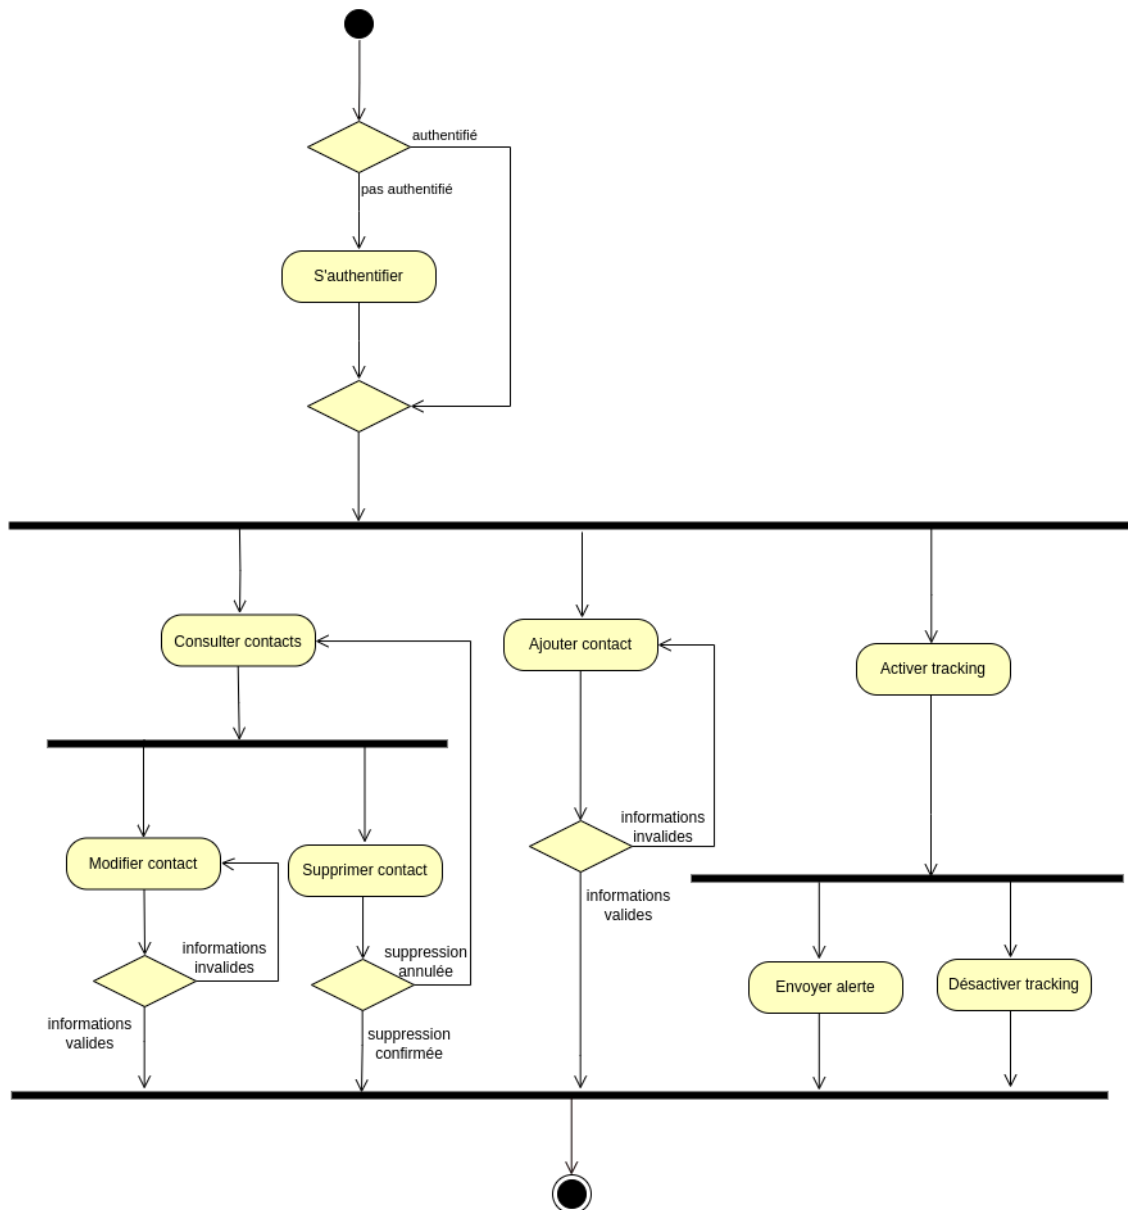 authentifié
pas authentifié
S'authentifier
Consulter contacts
Ajouter contact
Activer tracking
informations
invalides
Modifier contact
Supprimer contact
informations
valides
informations
invalides
suppression
annulée
Envoyer alerte
Désactiver tracking
informations
valides
suppression
confirmée